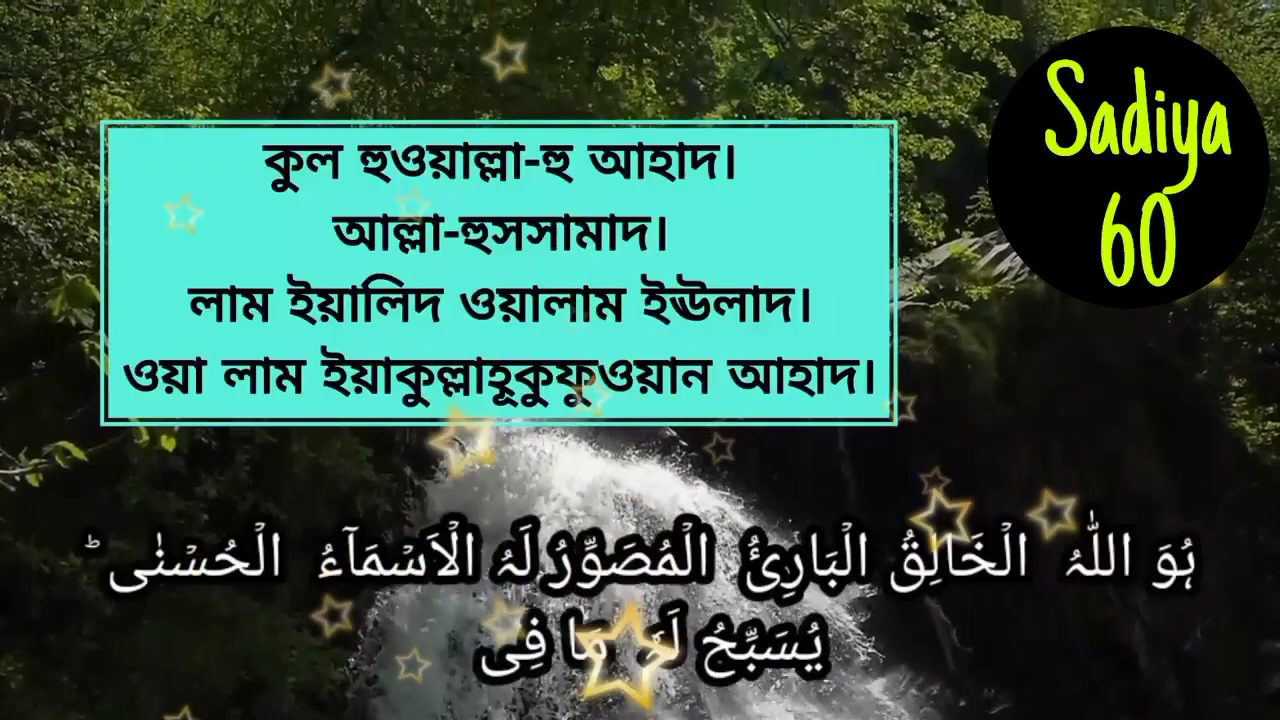 কুল হুওয়াল্লা-হু আহাদ।
আল্লা-হুসসামাদ।
লাম ইয়ালিদ ওয়ালাম ইঊলাদ।
ওয়া লাম ইয়াকুল্লাহূকুফুওয়ান আহাদ।
Sadiya
60
ہُوَ اللّٰہُ الْخَالِقُ الْبَارِئُ الْمُصَوِّرُ لَہُ الْاَسْمَآءُ الْحُسْنٰی ؕ
یُسَبِّحُ لَہٗ مَا فِی